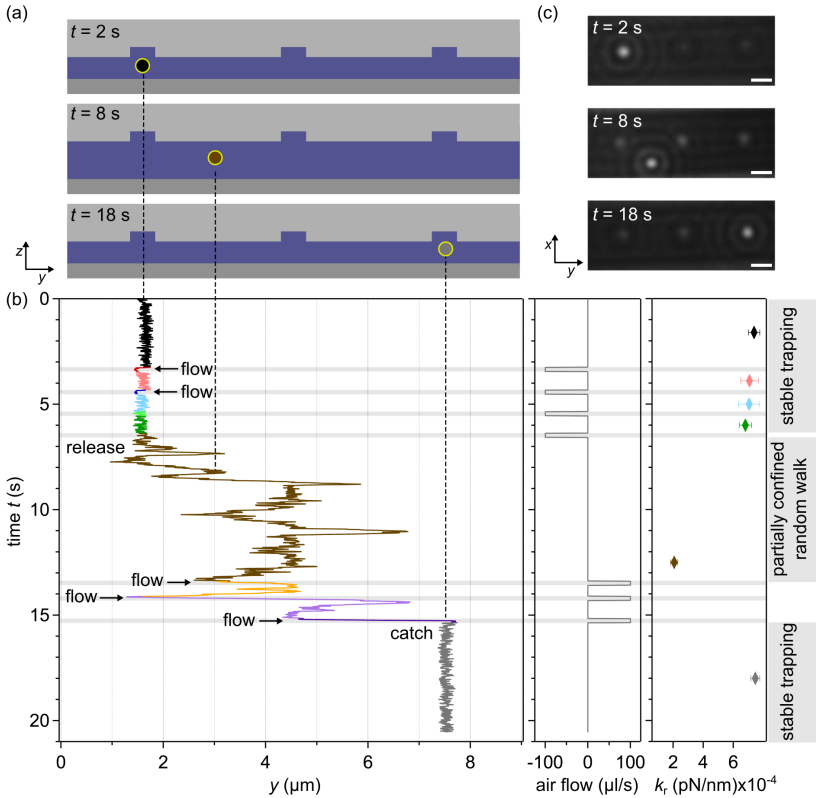 (a)
t = 2 s
t = 8 s
t = 18 s
z
y
(c)
t = 2 s
t = 8 s
t = 18 s
x
y
(b)
0
5
10
15
20
time t (s)
flow
flow
release
flow
flow
flow
catch
0
2
4
6
8
y (µm)
-100
0
100
air flow (µl/s)
2
4
6
k_r (pN/nm)x10⁻⁴
stable trapping
partially confined
random walk
stable trapping